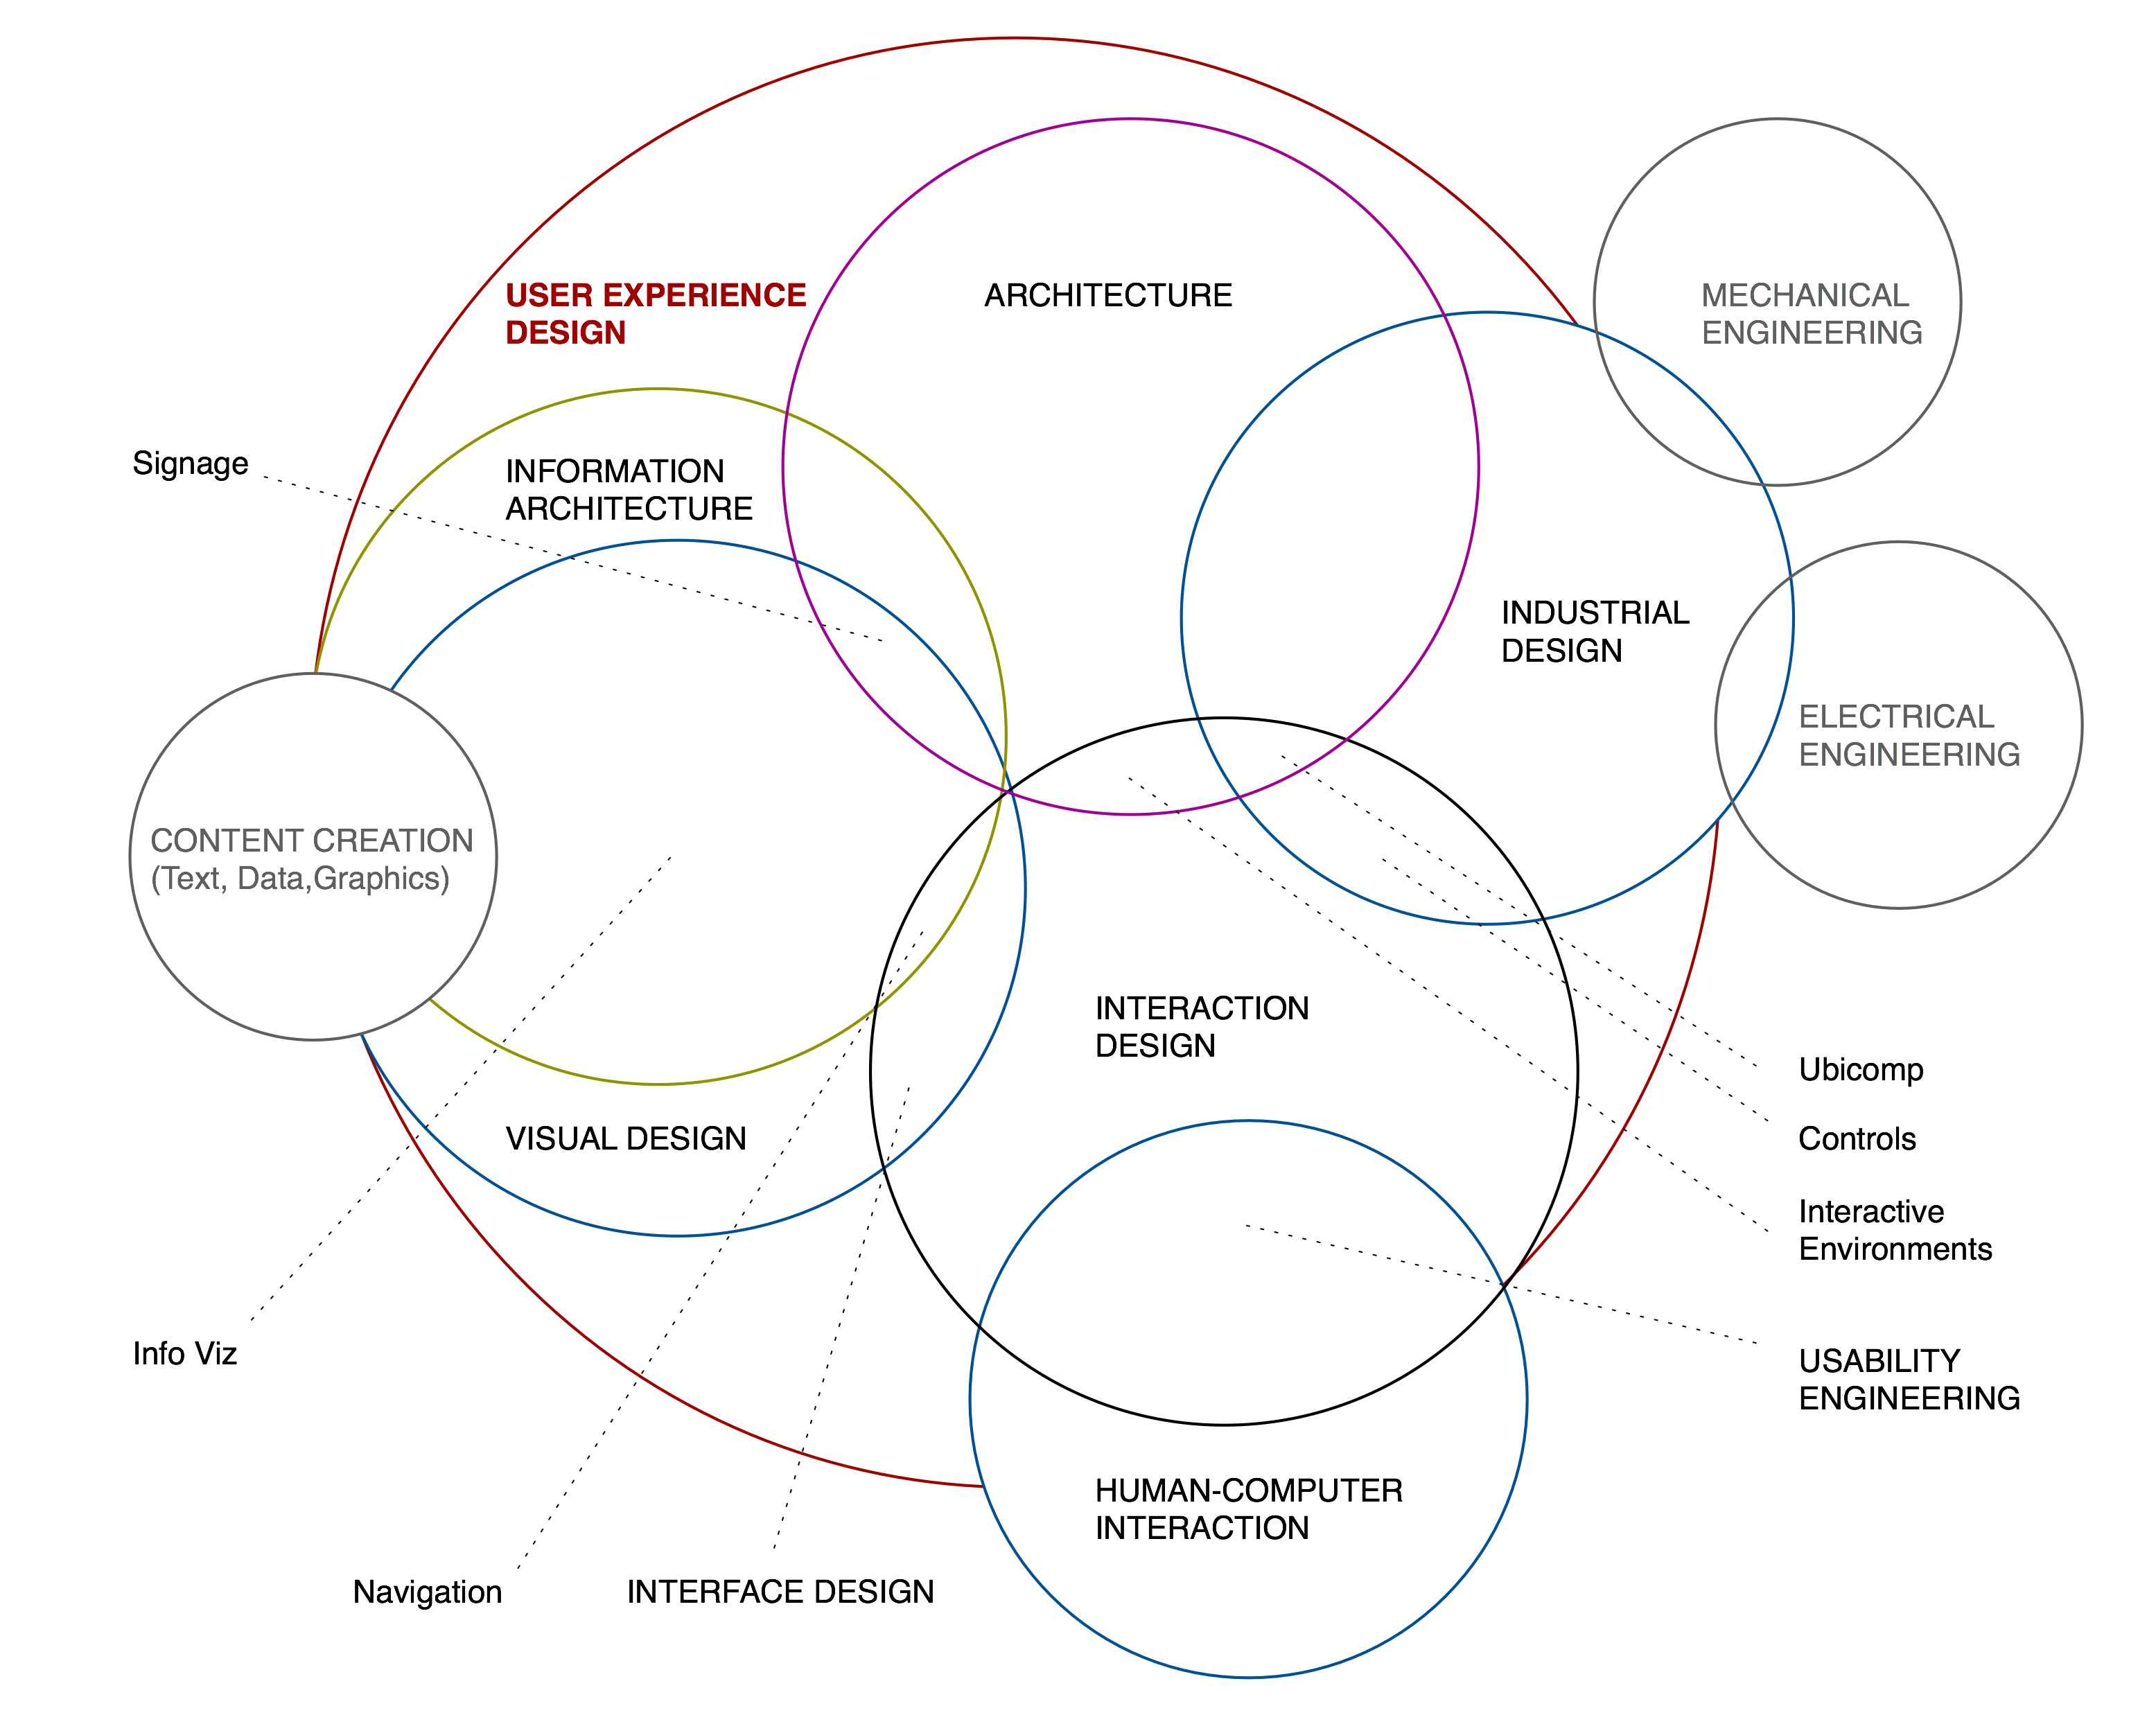 USER EXPERIENCE
DESIGN
ARCHITECTURE
MECHANICAL
ENGINEERING
Signage
INFORMATION
ARCHITECTURE
INDUSTRIAL
DESIGN
ELECTRICAL
ENGINEERING
CONTENT CREATION
(Text, Data,Graphics)
INTERACTION
DESIGN
Ubicomp
VISUAL DESIGN
Controls
Interactive
Environments
Info Viz
USABILITY
ENGINEERING
HUMAN-COMPUTER
INTERACTION
Navigation
INTERFACE DESIGN